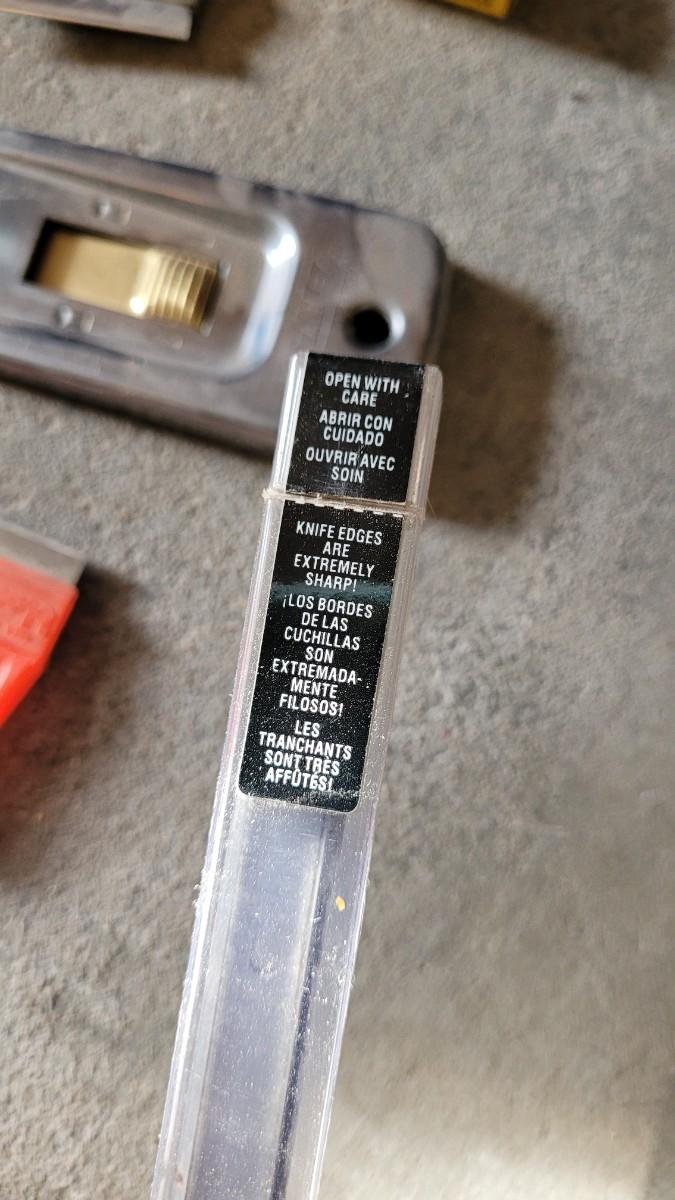 OPEN WITH
CARE
ABRIR CON
CUIDADO
OUVRIR AVEC
SOIN
KNIFE EDGES
ARE
EXTREMELY
SHARP!
¡LOS BORDES
DE LAS
CUCHILLAS
SON
EXTREMADA-
MENTE
FILOSOS!
LES
TRANCHANTS
SONT TRÈS
AFFÛTÉS!